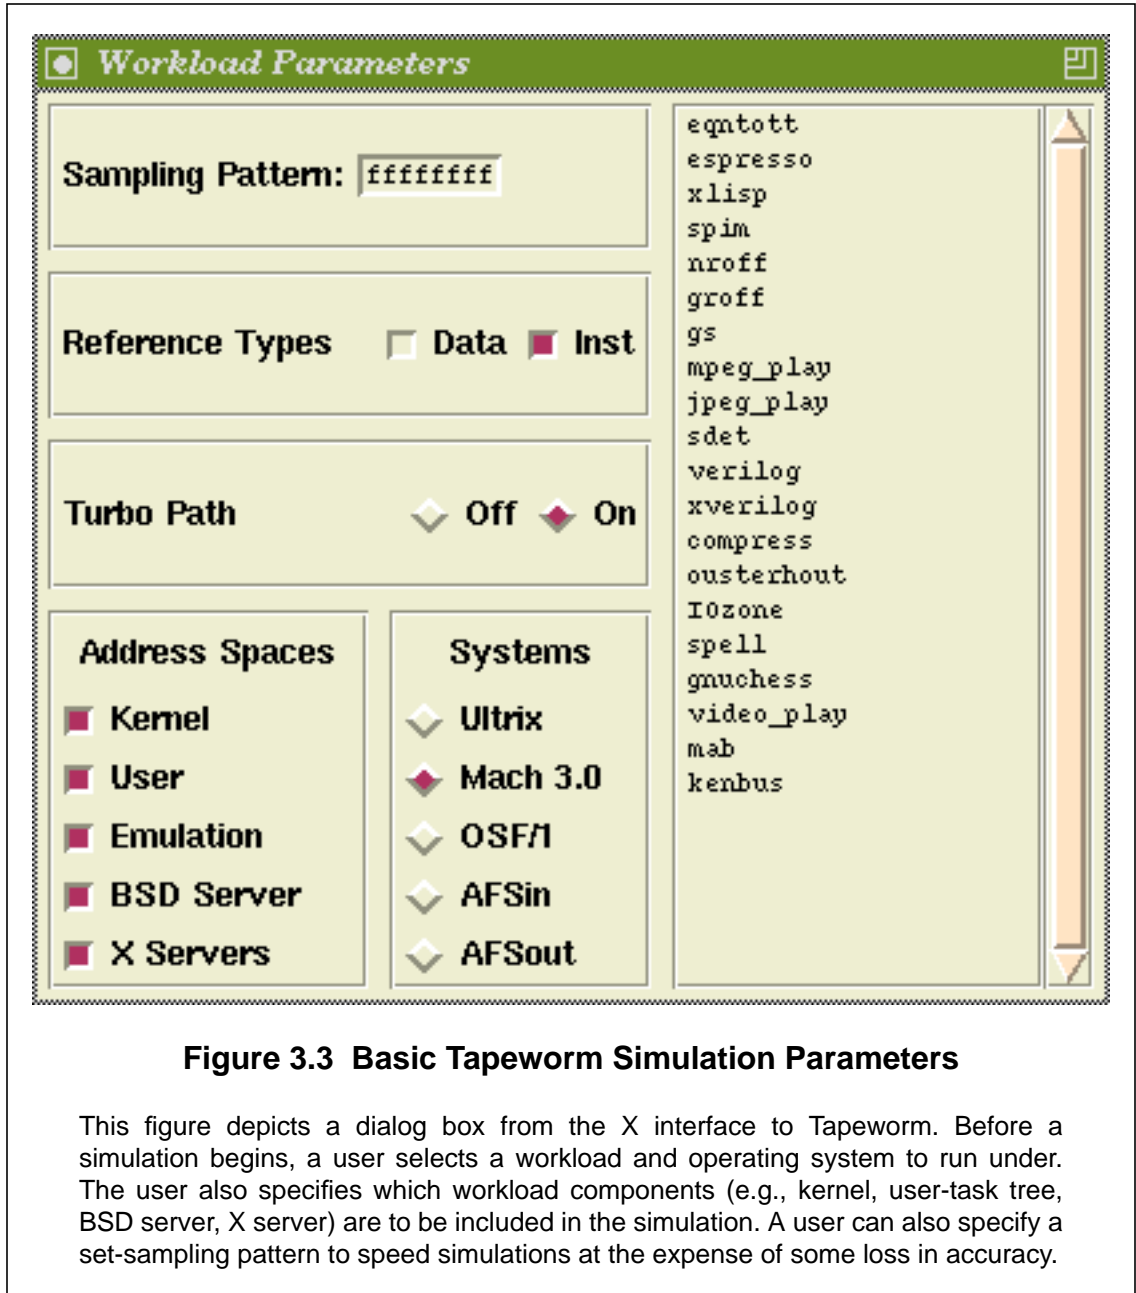 Workload Parameters
Sampling Pattern: ffffffff
Reference Types Data Inst
Turbo Path Off On
Address Spaces
Kernel
User
Emulation
BSD Server
X Servers
Systems
Ultrix
Mach 3.0
OSF/1
AFSin
AFSout
eqntott
espresso
xlisp
spim
nroff
groff
gs
mpeg_play
jpeg_play
sdet
verilog
xverilog
compress
ousterhout
IOzone
spell
gnuchess
video_play
mab
kenbus
Figure 3.3 Basic Tapeworm Simulation Parameters
This figure depicts a dialog box from the X interface to Tapeworm. Before a
simulation begins, a user selects a workload and operating system to run under.
The user also specifies which workload components (e.g., kernel, user-task tree,
BSD server, X server) are to be included in the simulation. A user can also specify a
set-sampling pattern to speed simulations at the expense of some loss in accuracy.